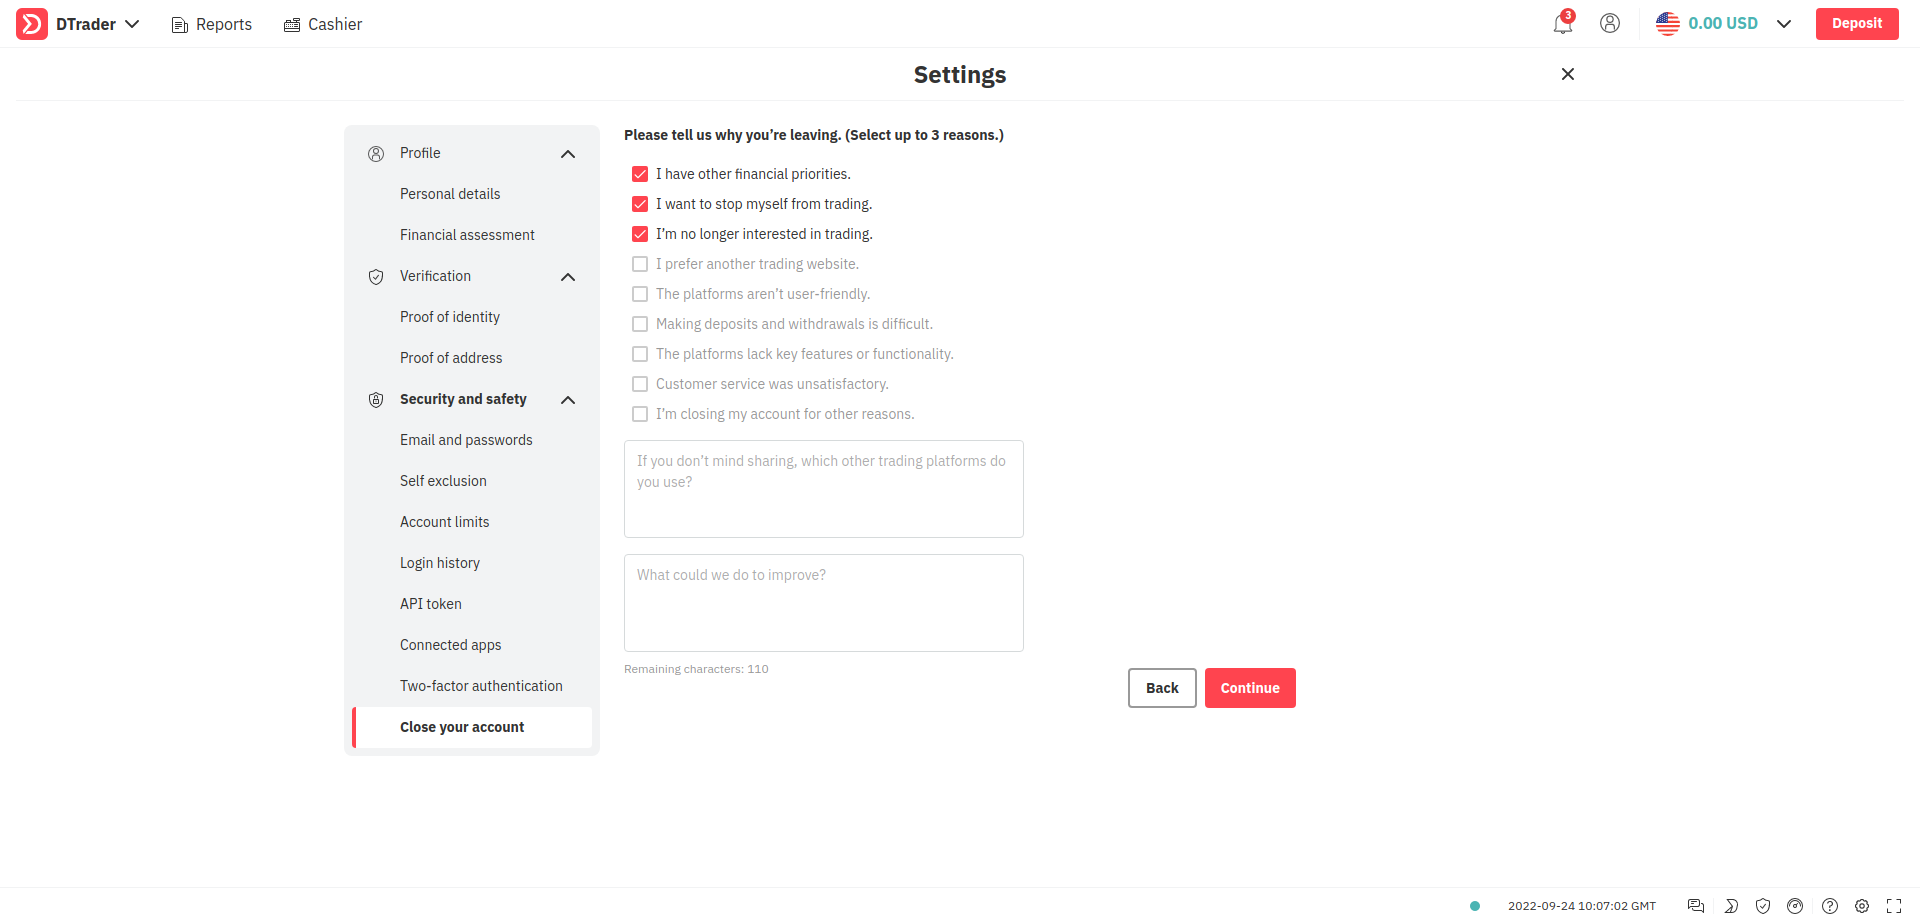 DTrader
Reports
Cashier
3
0.00 USD
Deposit
Settings
Profile
Personal details
Financial assessment
Verification
Proof of identity
Proof of address
Security and safety
Email and passwords
Self exclusion
Account limits
Login history
API token
Connected apps
Two-factor authentication
Close your account
Please tell us why you’re leaving. (Select up to 3 reasons.)
I have other financial priorities.
I want to stop myself from trading.
I’m no longer interested in trading.
I prefer another trading website.
The platforms aren’t user-friendly.
Making deposits and withdrawals is difficult.
The platforms lack key features or functionality.
Customer service was unsatisfactory.
I’m closing my account for other reasons.
If you don’t mind sharing, which other trading platforms do
you use?
What could we do to improve?
Remaining characters: 110
Back
Continue
2022-09-24 10:07:02 GMT